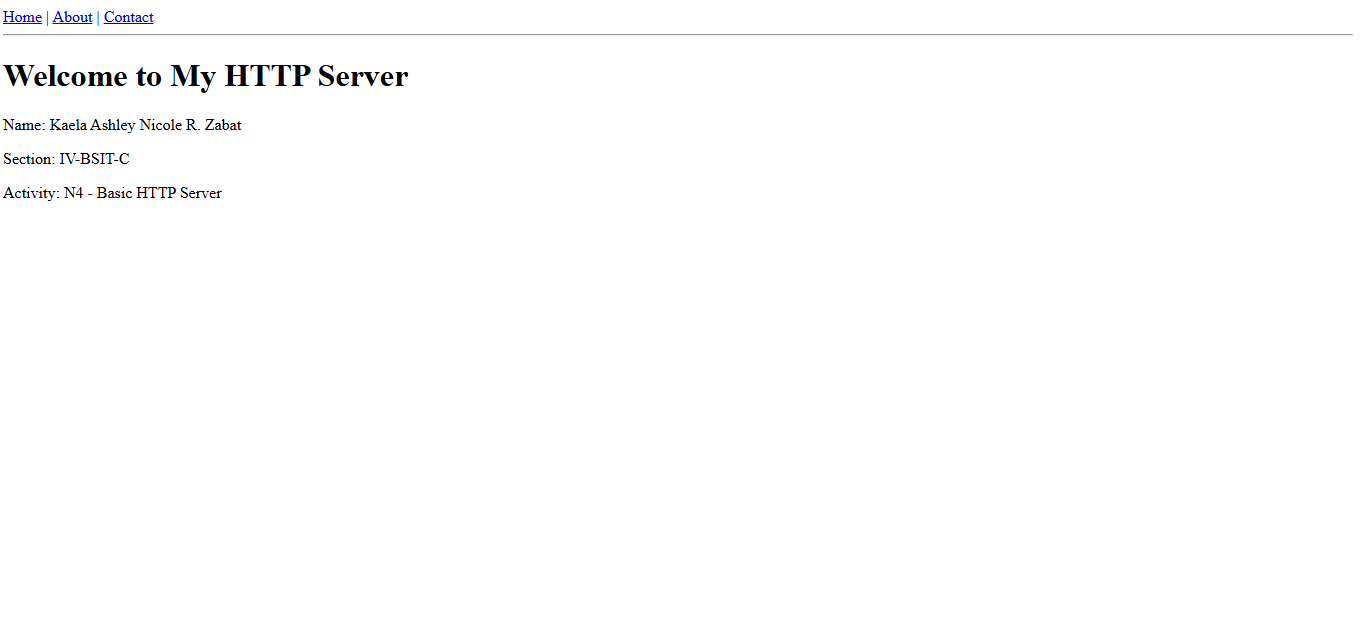 Home | About | Contact
Welcome to My HTTP Server
Name: Kaela Ashley Nicole R. Zabat
Section: IV-BSIT-C
Activity: N4 - Basic HTTP Server